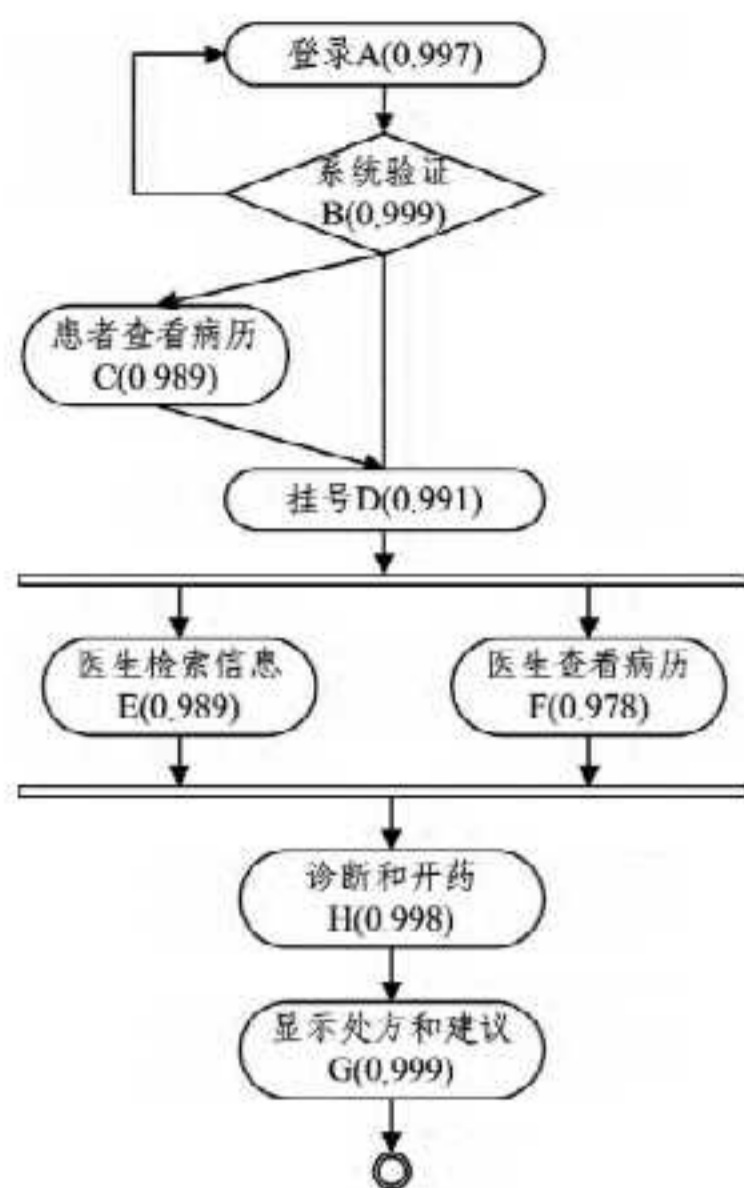 登录A(0.997)
系统验证
B(0.999)
患者查看病历
C(0.989)
挂号D(0.991)
医生检索信息
E(0.989)
医生查看病历
F(0.978)
诊断和开药
H(0.998)
显示处方和建议
G(0.999)